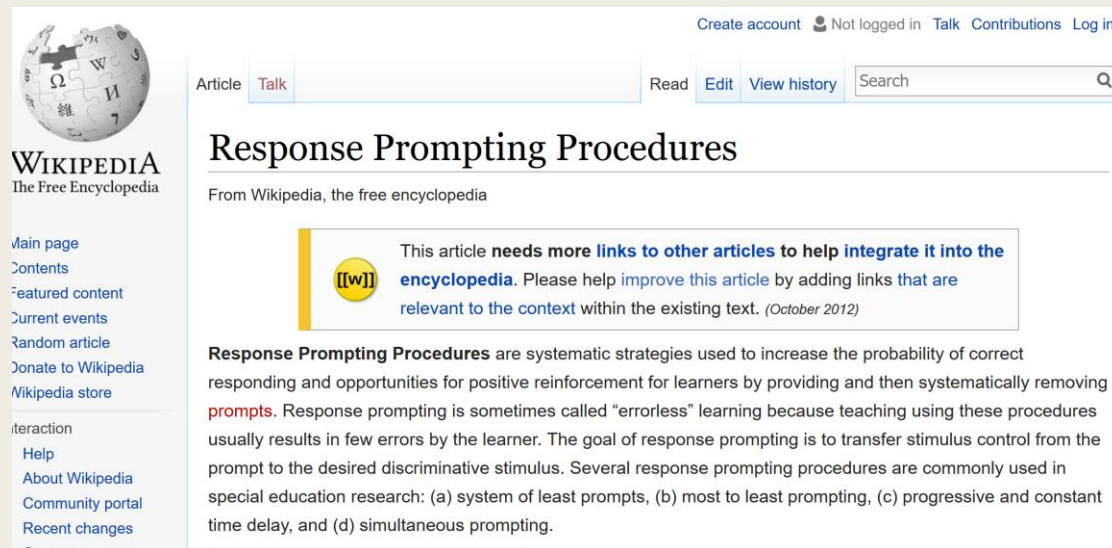 Create account Not logged in Talk Contributions Log in
Article Talk Read Edit View history Search
WIKIPEDIA
The Free Encyclopedia
Main page
Contents
Featured content
Current events
Random article
Donate to Wikipedia
Wikipedia store
Interaction
Help
About Wikipedia
Community portal
Recent changes
Response Prompting Procedures
From Wikipedia, the free encyclopedia
[[w]]
This article needs more links to other articles to help integrate it into the
encyclopedia. Please help improve this article by adding links that are
relevant to the context within the existing text. (October 2012)
Response Prompting Procedures are systematic strategies used to increase the probability of correct
responding and opportunities for positive reinforcement for learners by providing and then systematically removing
prompts. Response prompting is sometimes called “errorless” learning because teaching using these procedures
usually results in few errors by the learner. The goal of response prompting is to transfer stimulus control from the
prompt to the desired discriminative stimulus. Several response prompting procedures are commonly used in
special education research: (a) system of least prompts, (b) most to least prompting, (c) progressive and constant
time delay, and (d) simultaneous prompting.